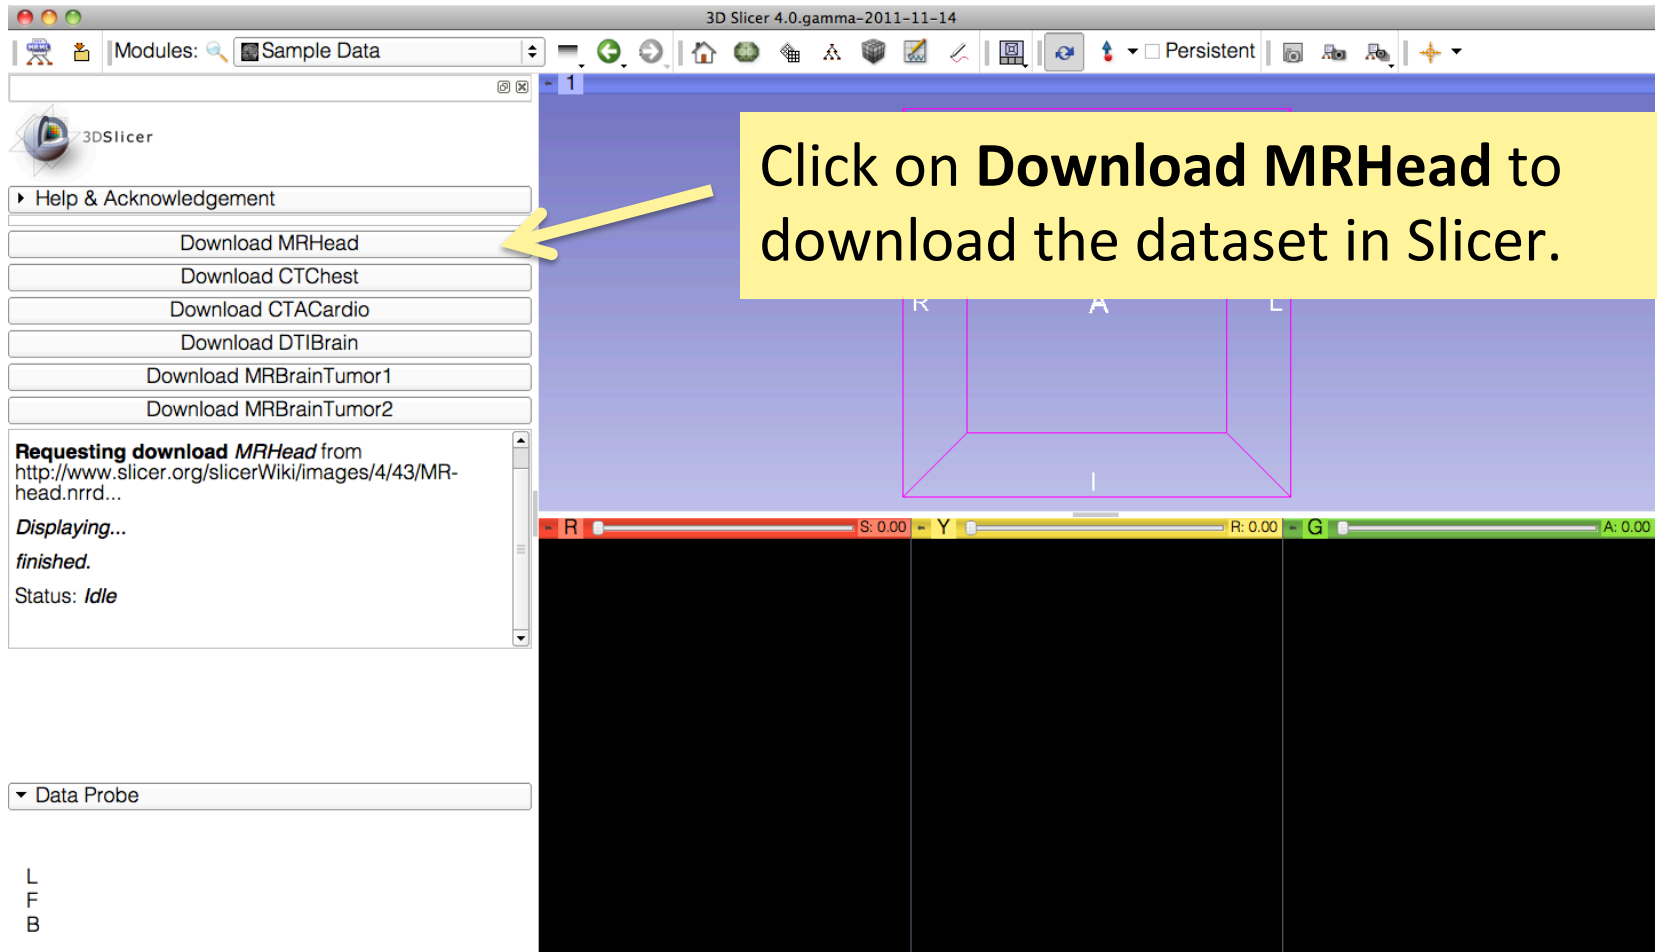 3D Slicer 4.0.gamma-2011-11-14
Modules: Sample Data
Persistent
1
3DSlicer
Help & Acknowledgement
Download MRHead
Download CTChest
Download CTACardio
Download DTIBrain
Download MRBrainTumor1
Download MRBrainTumor2
Requesting download MRHead from
http://www.slicer.org/slicerWiki/images/4/43/MR-
head.nrrd...
Displaying...
finished.
Status: Idle
Data Probe
L
F
B
Click on Download MRHead to
download the dataset in Slicer.
R A L
I
R S: 0.00 Y R: 0.00 G A: 0.00